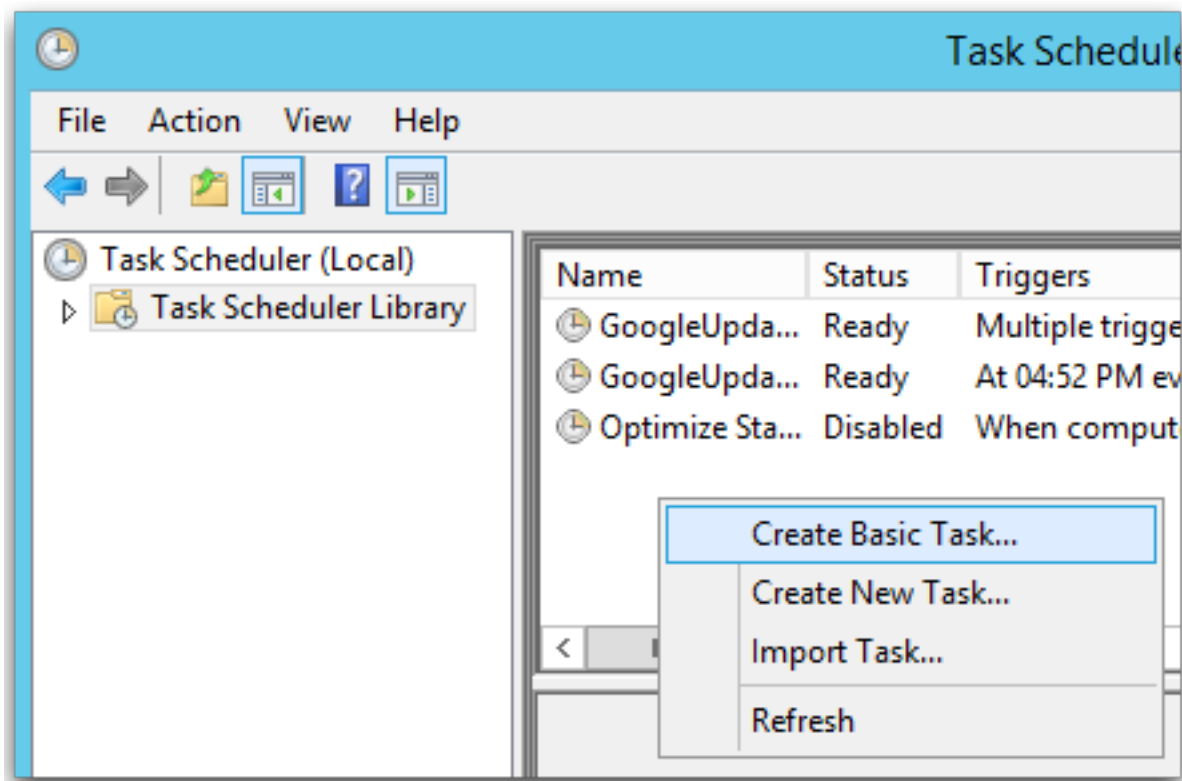 Task Schedule
File Action View Help
Task Scheduler (Local)
Task Scheduler Library
Name Status Triggers
GoogleUpda... Ready Multiple trigge
GoogleUpda... Ready At 04:52 PM ev
Optimize Sta... Disabled When comput
Create Basic Task...
Create New Task...
Import Task...
Refresh